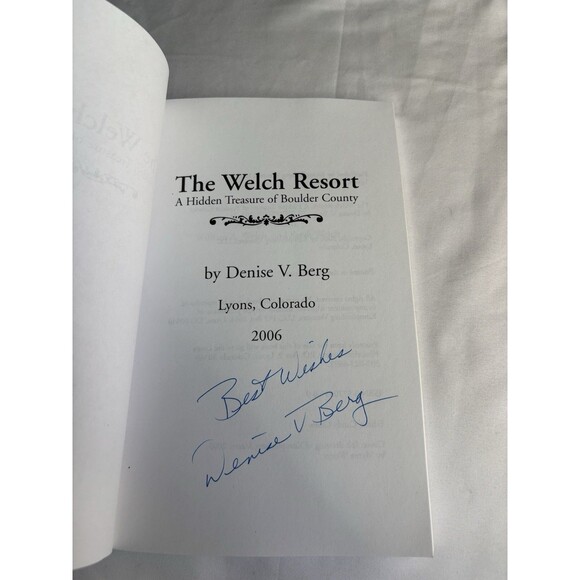 The Welch Resort
A Hidden Treasure of Boulder County
by Denise V. Berg
Lyons, Colorado
2006
Best Wishes
Denise V Berg